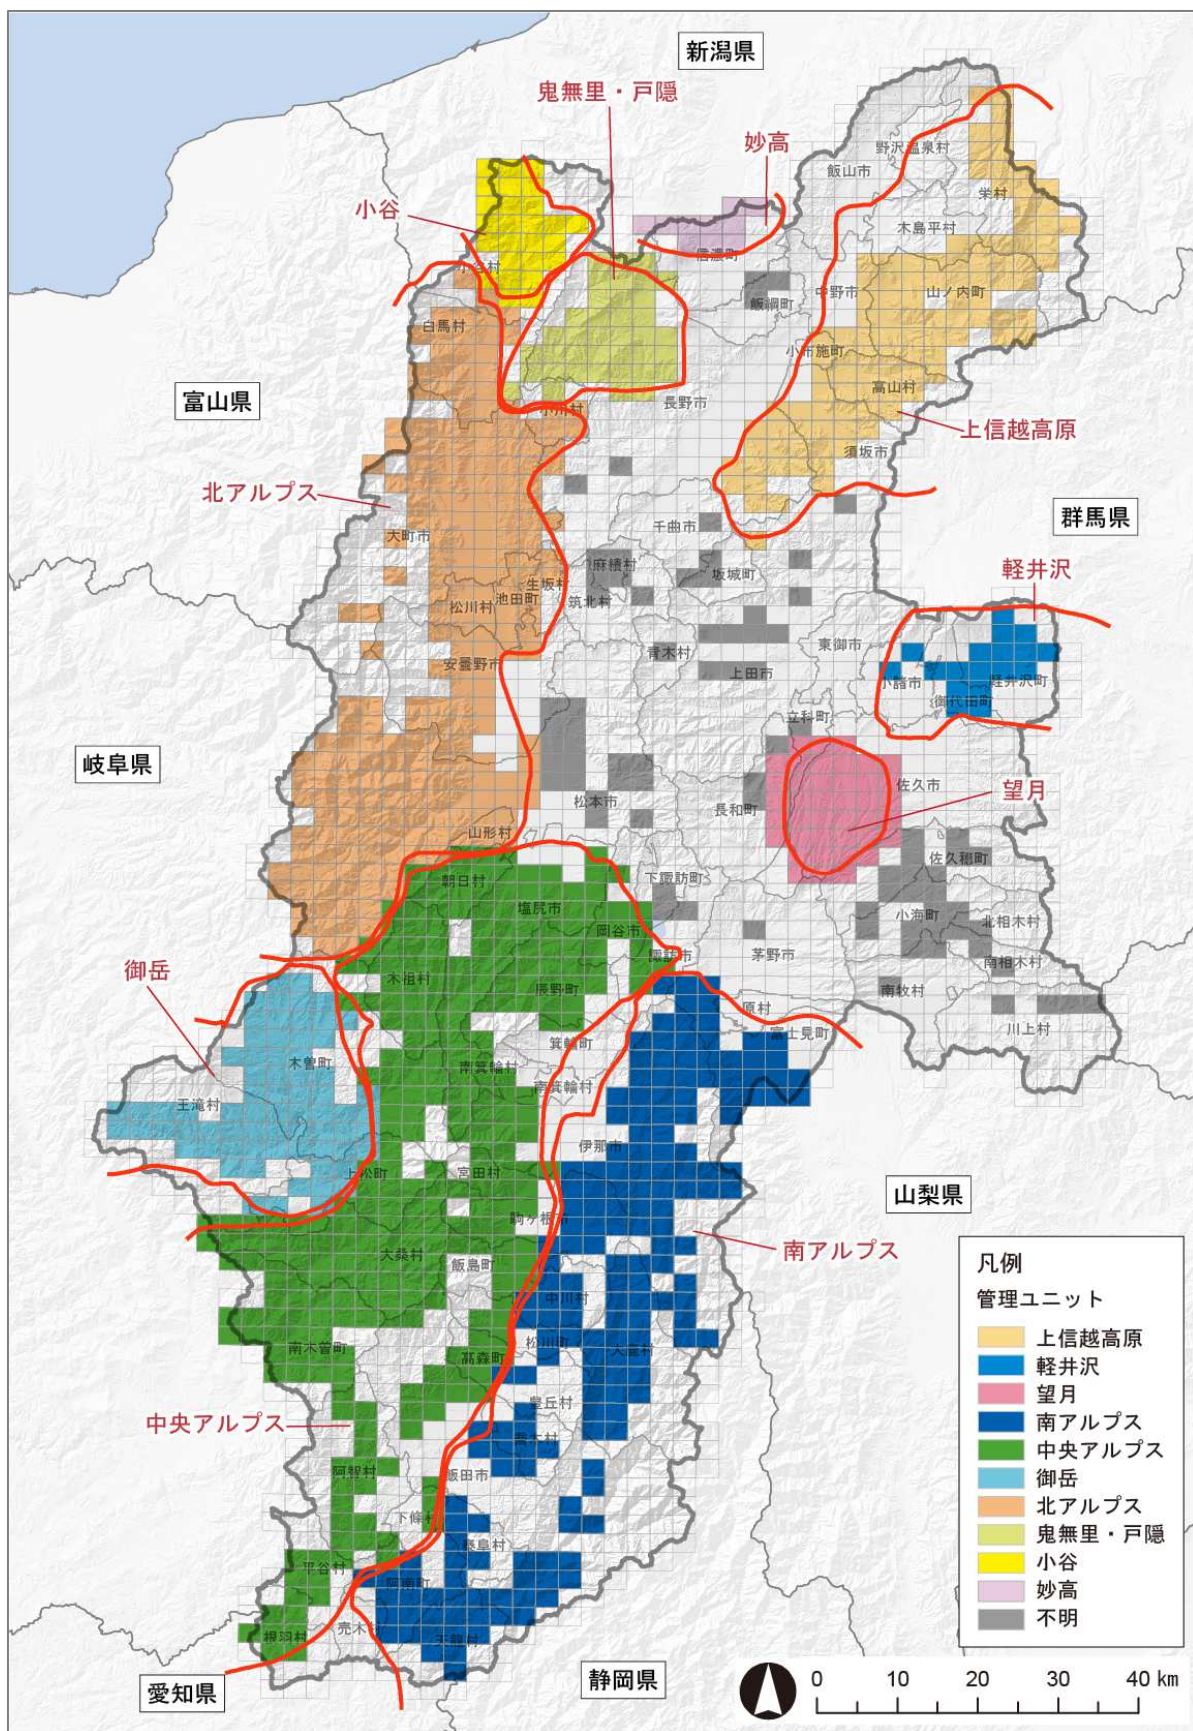 新潟県
鬼無里・戸隠
妙高
野沢温泉村
飯山市
栄村
小谷
木島平村
信濃町
小谷村
飯綱町
中野市
山ノ内町
白馬村
小布施町
高山村
富山県
小川村
長野市
上信越高原
須坂市
北アルプス
群馬県
大町市
千曲市
麻績村
坂城町
軽井沢
生坂村
池田町
松川村
筑北村
青木村
東御市
安曇野市
上田市
小諸市
軽井沢町
御代田町
立科町
岐阜県
佐久市
望月
松本市
長和町
山形村
佐久穂町
朝日村
下諏訪町
塩尻市
小海町
北相木村
岡谷市
諏訪市
茅野市
南相木村
御岳
木祖村
辰野町
南牧村
原村
川上村
富士見町
箕輪町
木曽町
南箕輪村
南箕輪村
王滝村
伊那市
上松町
宮田村
山梨県
駒ヶ根市
南アルプス
大桑村
飯島町
中川村
南木曽町
松川町
大鹿村
高森町
豊丘村
中央アルプス
喬木村
阿智村
飯田市
下條村
泰阜村
平谷村
阿南町
売木村
根羽村
天龍村
愛知県
静岡県
凡例
管理ユニット
上信越高原
軽井沢
望月
南アルプス
中央アルプス
御岳
北アルプス
鬼無里・戸隠
小谷
妙高
不明
0 10 20 30 40 km